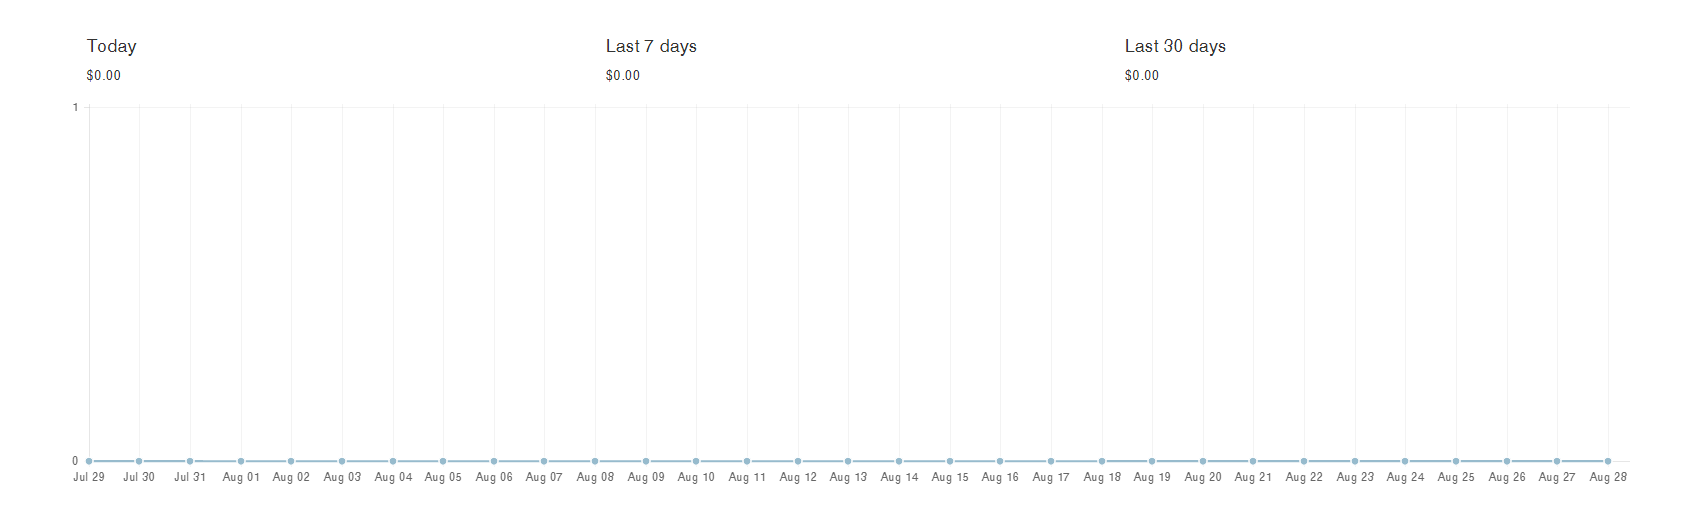 Today Last 7 days Last 30 days
$0.00 $0.00 $0.00
1
0
Jul 29 Jul 30 Jul 31 Aug 01 Aug 02 Aug 03 Aug 04 Aug 05 Aug 06 Aug 07 Aug 08 Aug 09 Aug 10 Aug 11 Aug 12 Aug 13 Aug 14 Aug 15 Aug 16 Aug 17 Aug 18 Aug 19 Aug 20 Aug 21 Aug 22 Aug 23 Aug 24 Aug 25 Aug 26 Aug 27 Aug 28